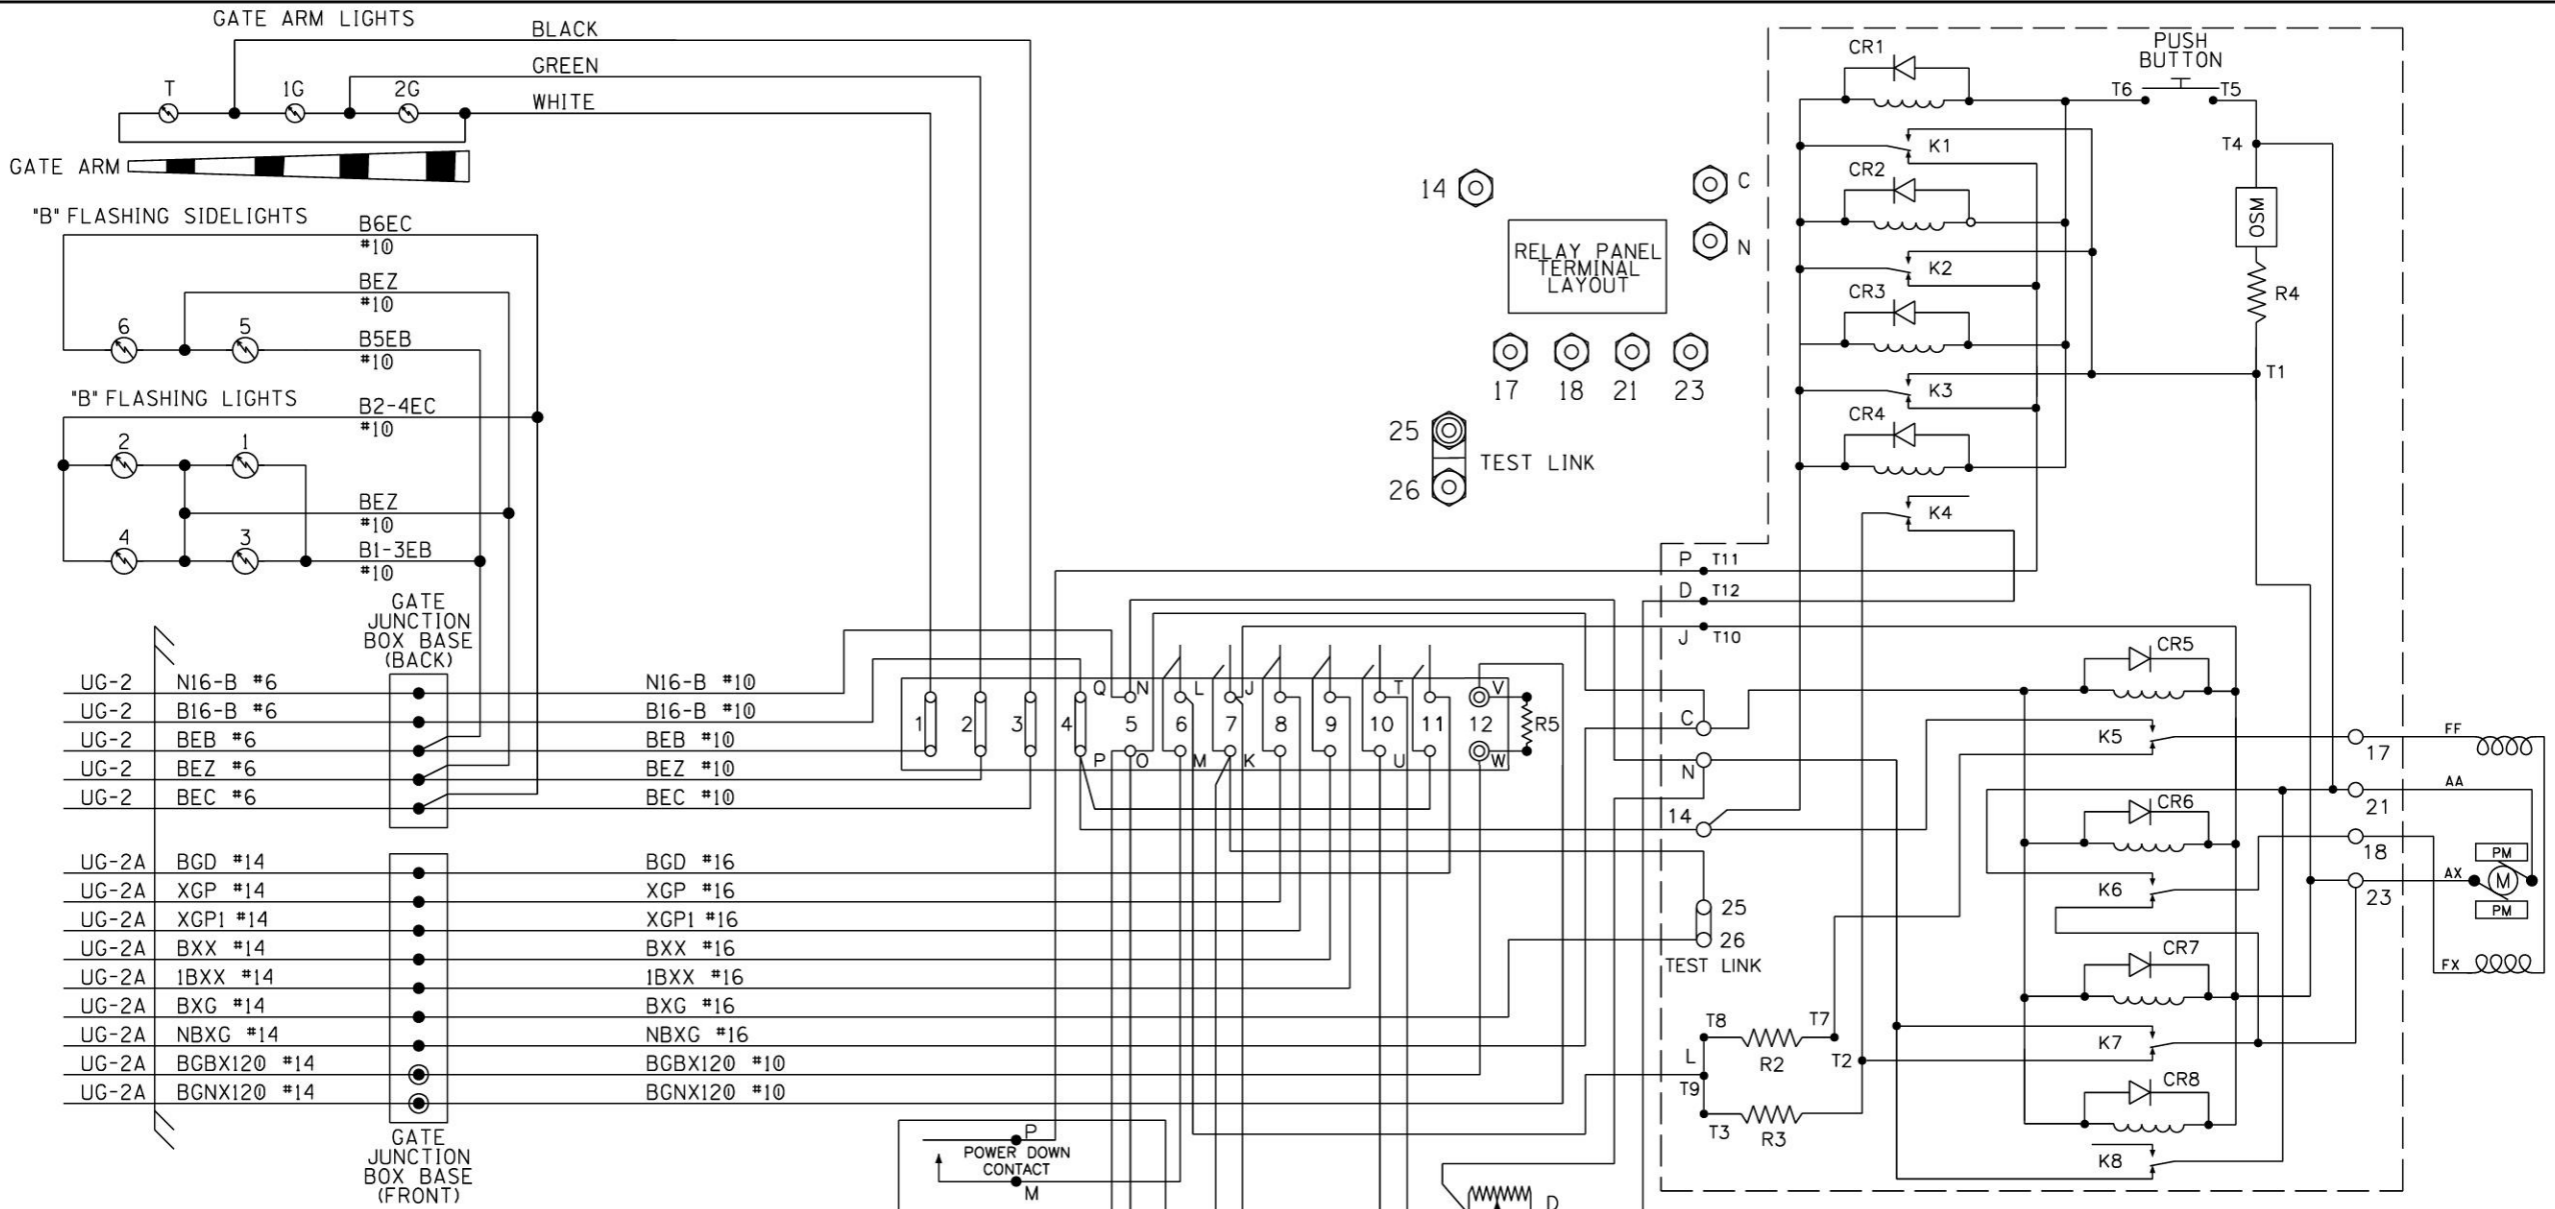 GATE ARM LIGHTS
BLACK
GREEN
WHITE
T
1G
2G
GATE ARM
"B" FLASHING SIDELIGHTS
B6EC
#10
BEZ
#10
6
5
B5EB
#10
"B" FLASHING LIGHTS
B2-4EC
#10
2
1
BEZ
#10
4
3
B1-3EB
#10
GATE
JUNCTION
BOX BASE
(BACK)
UG-2 N16-B #6 N16-B #10
UG-2 B16-B #6 B16-B #10
UG-2 BEB #6 BEB #10
UG-2 BEZ #6 BEZ #10
UG-2 BEC #6 BEC #10
UG-2A BGD #14 BGD #16
UG-2A XGP #14 XGP #16
UG-2A XGP1 #14 XGP1 #16
UG-2A BXX #14 BXX #16
UG-2A 1BXX #14 1BXX #16
UG-2A BXG #14 BXG #16
UG-2A NBXG #14 NBXG #16
UG-2A BGBX120 #14 BGBX120 #10
UG-2A BGNX120 #14 BGNX120 #10
GATE
JUNCTION
BOX BASE
(FRONT)
Q N L J T V
1 2 3 4 5 6 7 8 9 10 11 12 R5
P O M K U W
P
POWER DOWN
CONTACT
M
14
C
N
RELAY PANEL
TERMINAL
LAYOUT
17 18 21 23
25
TEST LINK
26
P T11
D T12
J T10
C
N
14
25
26
TEST LINK
T8
T7
R2
L
T9
T2
T3
R3
D
CR1
K1
CR2
K2
CR3
K3
CR4
K4
PUSH
BUTTON
T6
T5
T4
OSM
R4
T1
CR5
K5
CR6
K6
CR7
K7
CR8
K8
17
FF
21
AA
18
23
AX
PM
M
PM
FX